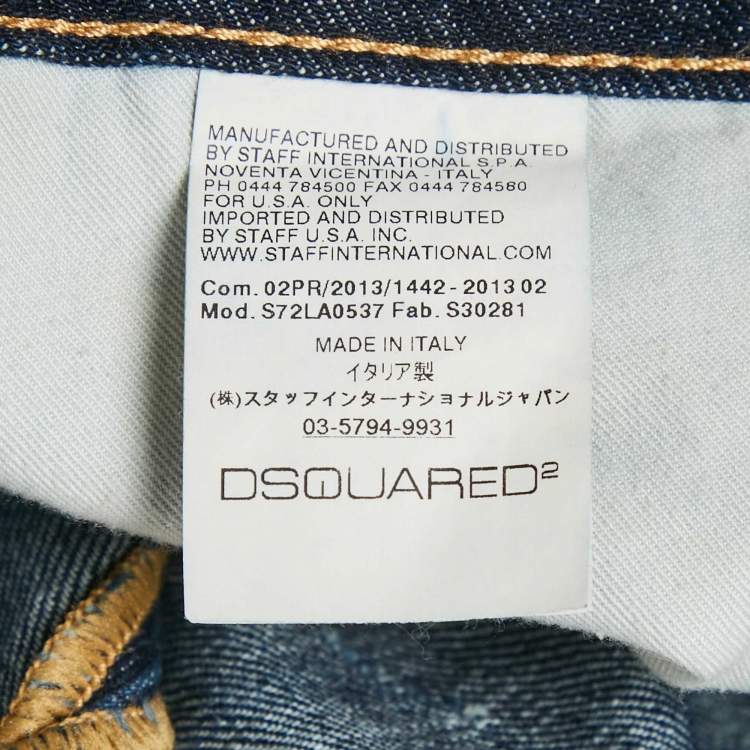 MANUFACTURED AND DISTRIBUTED
BY STAFF INTERNATIONAL S.P.A
NOVENTA VICENTINA - ITALY
PH 0444 784500 FAX 0444 784580
FOR U.S.A. ONLY
IMPORTED AND DISTRIBUTED
BY STAFF U.S.A. INC.
WWW.STAFFINTERNATIONAL.COM
Com. 02PR/2013/1442 - 2013 02
Mod. S72LA0537 Fab. S30281
MADE IN ITALY
イタリア製
(株)スタッフインターナショナルジャパン
03-5794-9931
DSQUARED²